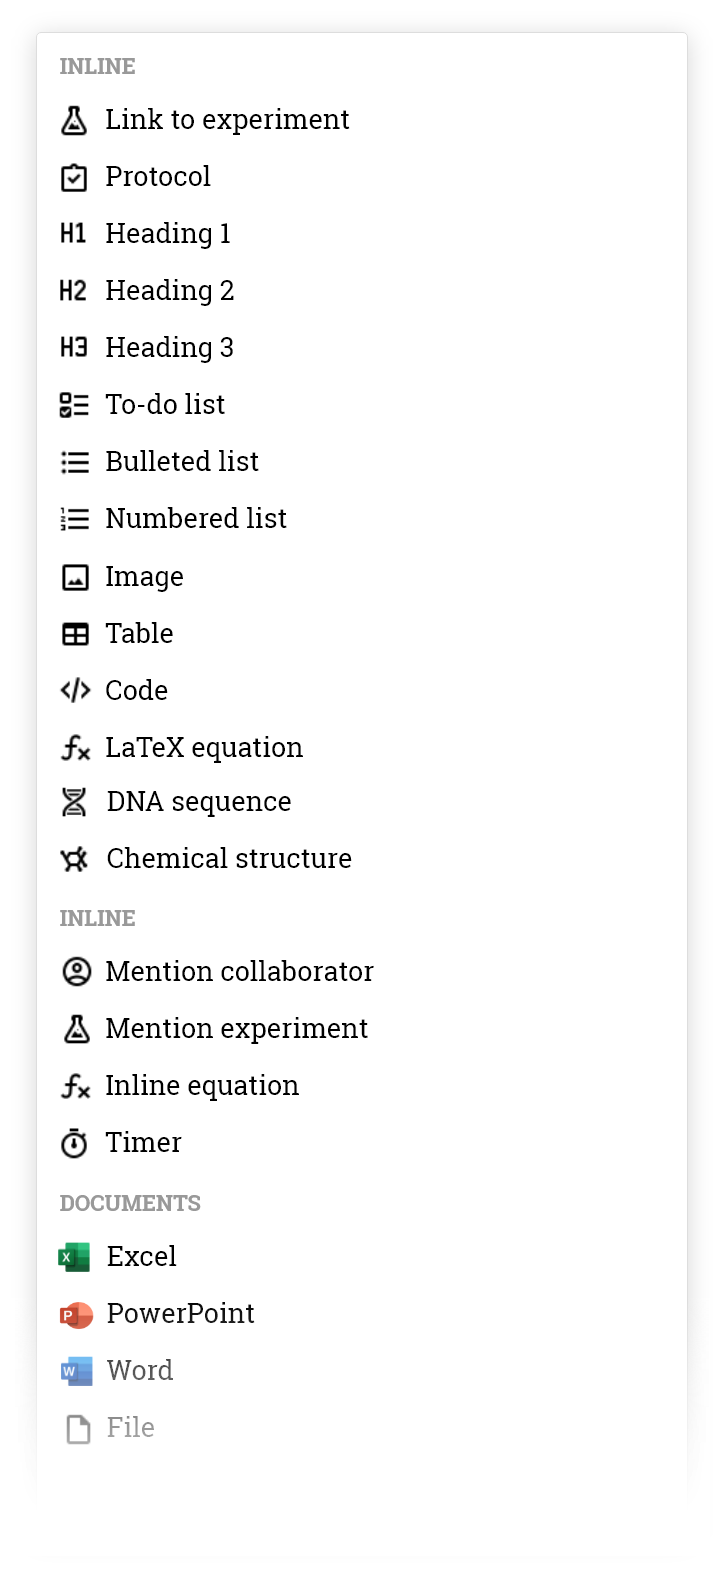 INLINE
Link to experiment
Protocol
H1 Heading 1
H2 Heading 2
H3 Heading 3
To-do list
Bulleted list
Numbered list
Image
Table
</> Code
fx LaTeX equation
DNA sequence
Chemical structure
INLINE
Mention collaborator
Mention experiment
fx Inline equation
Timer
DOCUMENTS
X Excel
P PowerPoint
W Word
File